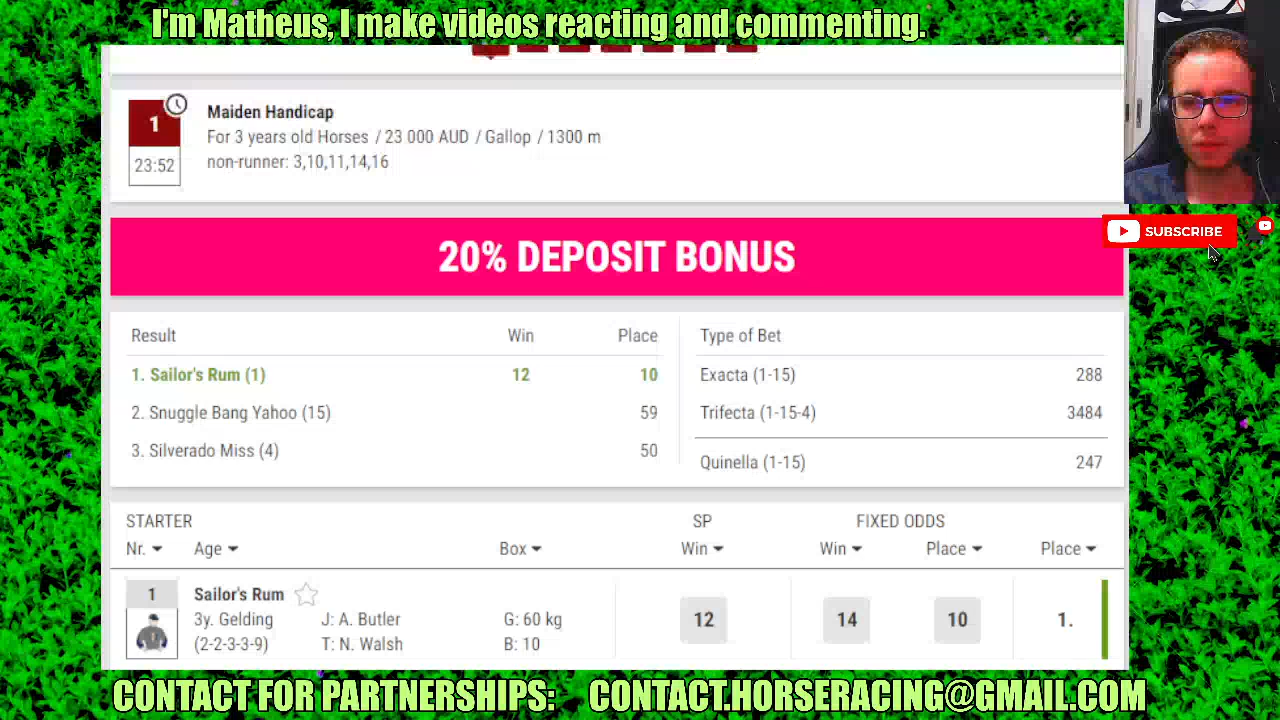 I'm Matheus, I make videos reacting and commenting.
1
23:52
Maiden Handicap
For 3 years old Horses / 23 000 AUD / Gallop / 1300 m
non-runner: 3,10,11,14,16
SUBSCRIBE
20% DEPOSIT BONUS
Result Win Place
1. Sailor's Rum (1) 12 10
2. Snuggle Bang Yahoo (15) 59
3. Silverado Miss (4) 50
Type of Bet
Exacta (1-15) 288
Trifecta (1-15-4) 3484
Quinella (1-15) 247
STARTER SP FIXED ODDS
Nr. Age Box Win Win Place Place
1 Sailor's Rum
3y. Gelding J: A. Butler G: 60 kg 12 14 10 1.
(2-2-3-3-9) T: N. Walsh B: 10
CONTACT FOR PARTNERSHIPS: CONTACT.HORSERACING@GMAIL.COM